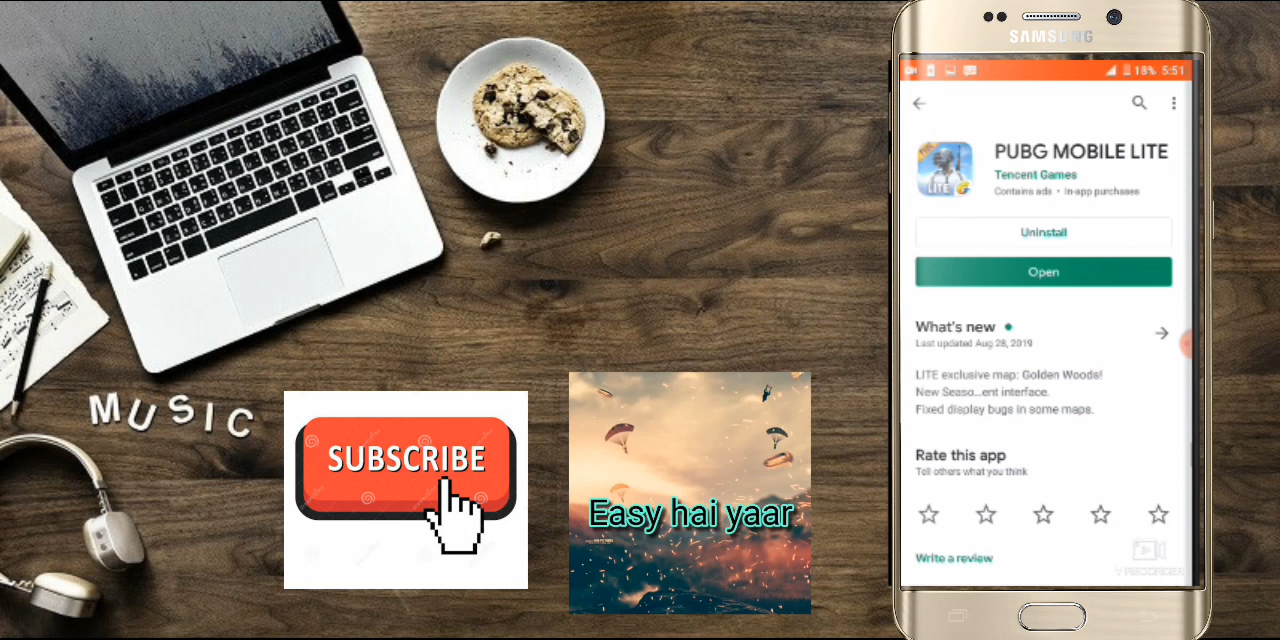 MUSIC
SUBSCRIBE
Easy hai yaar
SAMSUNG
18% 5:51
PUBG MOBILE LITE
Tencent Games
Contains ads • In-app purchases
LITE
Uninstall
Open
What's new
Last updated Aug 28, 2019
LITE exclusive map: Golden Woods!
New Seaso...ent interface.
Fixed display bugs in some maps.
Rate this app
Tell others what you think
Write a review
VRECORDER